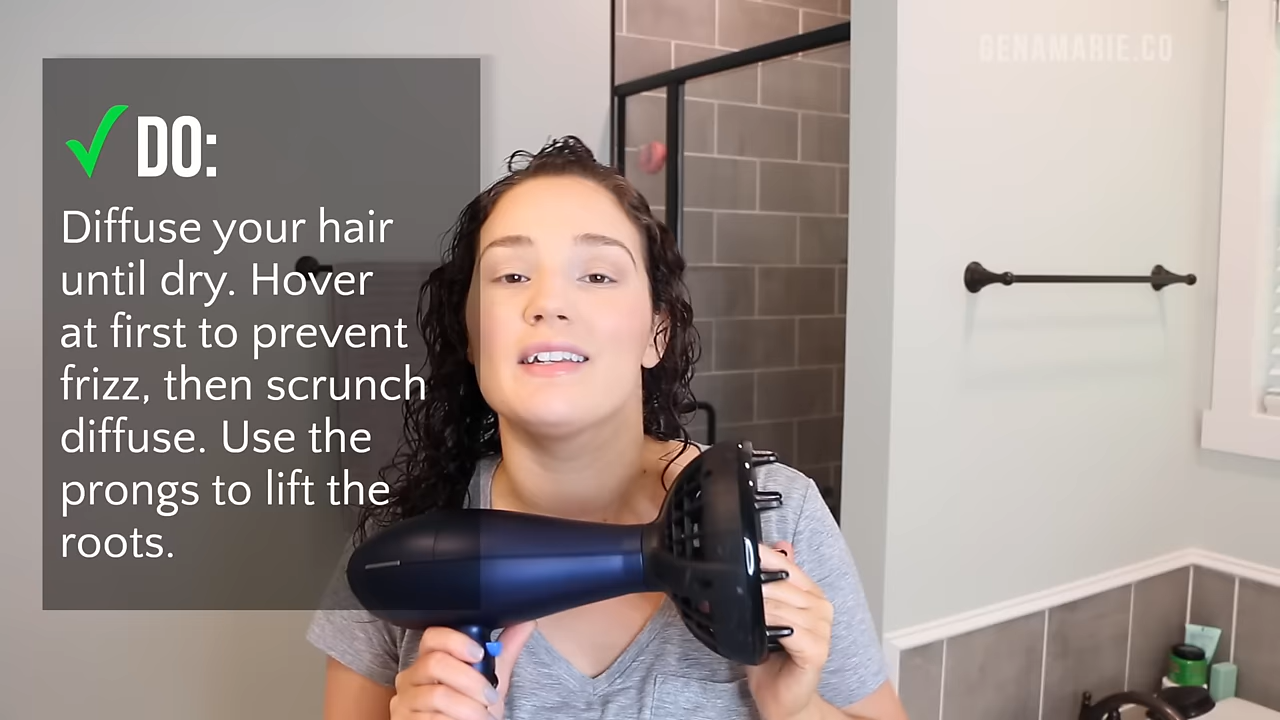 GENAMARIE.CO
✓ DO:
Diffuse your hair
until dry. Hover
at first to prevent
frizz, then scrunch
diffuse. Use the
prongs to lift the
roots.